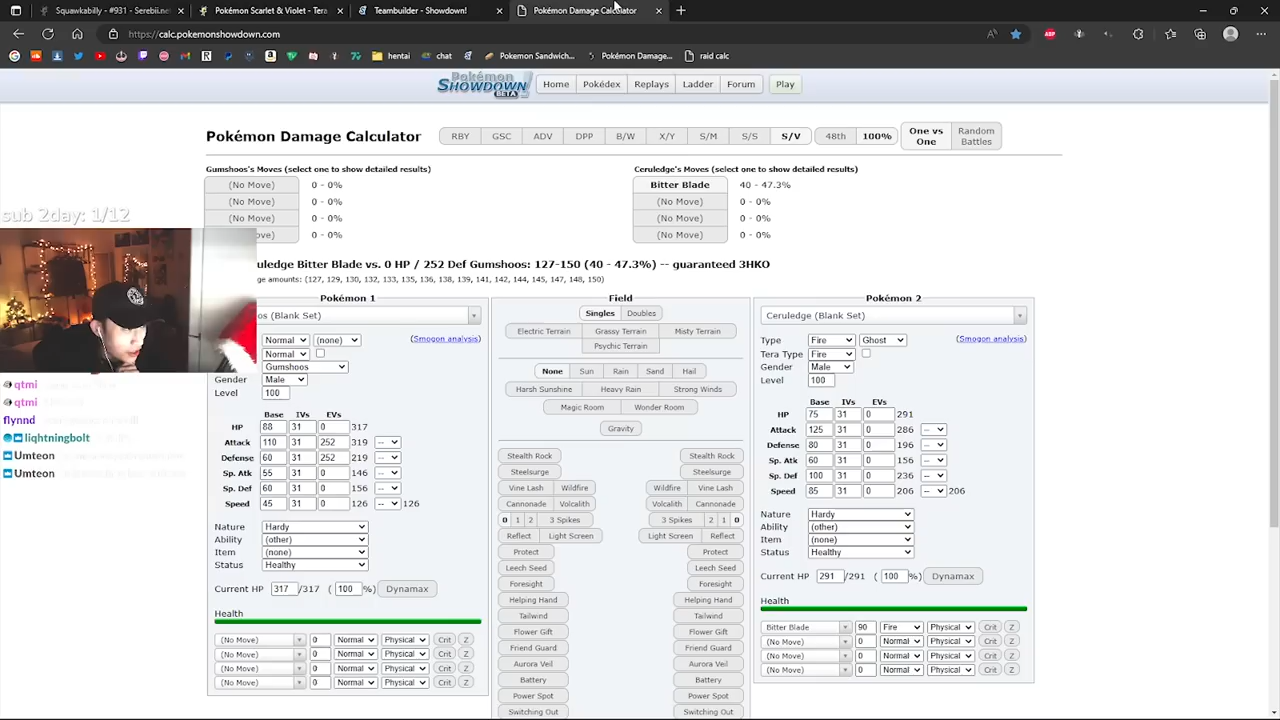 Squawkabilly - #931 - Serebii.net
Pokémon Scarlet & Violet - Tera
Teambuilder - Showdown!
Pokémon Damage Calculator
https://calc.pokemonshowdown.com
hentai
chat
Pokemon Sandwich...
Pokémon Damage...
raid calc
Pokémon
SHOWDOWN
BETA
Home
Pokédex
Replays
Ladder
Forum
Play
Pokémon Damage Calculator
RBY GSC ADV DPP B/W X/Y S/M S/S S/V 48th 100% One vs One Random Battles
Gumshoos's Moves (select one to show detailed results)
Ceruledge's Moves (select one to show detailed results)
(No Move) 0 - 0%
Bitter Blade 40 - 47.3%
(No Move) 0 - 0%
(No Move) 0 - 0%
(No Move) 0 - 0%
(No Move) 0 - 0%
0 - 0%
(No Move) 0 - 0%
sub 2day: 1/12
Bitter Blade vs. 0 HP / 252 Def Gumshoos: 127-150 (40 - 47.3%) -- guaranteed 3HKO
amounts: (127, 129, 130, 132, 133, 135, 136, 138, 139, 141, 142, 144, 145, 147, 148, 150)
Pokémon 1
Field
Pokémon 2
(Blank Set)
Singles Doubles
Ceruledge (Blank Set)
Electric Terrain Grassy Terrain Misty Terrain
Psychic Terrain
Normal (none) (Smogon analysis)
Type Fire Ghost (Smogon analysis)
Normal
Tera Type Fire
Gumshoos
Gender Male
None Sun Rain Sand Hail
Gender Male
Level 100
Harsh Sunshine Heavy Rain Strong Winds
Level 100
Magic Room Wonder Room
Gravity
Base IVs EVs
HP 88 31 0 317
Attack 110 31 252 319 --
Defense 60 31 252 219 --
Sp. Atk 55 31 0 146 --
Sp. Def 60 31 0 156 --
Speed 45 31 0 126 -- 126
Base IVs EVs
HP 75 31 0 291
Attack 125 31 0 286 --
Defense 80 31 0 196 --
Sp. Atk 60 31 0 156 --
Sp. Def 100 31 0 236 --
Speed 85 31 0 206 -- 206
qtmi
qtmi
flynnd
lightningbolt
Umteon
Umteon
Nature: Hardy
Ability (other)
Item (none)
Status Healthy
Current HP 317 /317 ( 100 %) Dynamax
Health
(No Move) 0 Normal Physical Crit Z
(No Move) 0 Normal Physical Crit Z
(No Move) 0 Normal Physical Crit Z
(No Move) 0 Normal Physical Crit Z
Stealth Rock Stealth Rock
Steelsurge Steelsurge
Vine Lash Wildfire Wildfire Vine Lash
Cannonade Volcalith Volcalith Cannonade
0 1 2 3 Spikes 3 Spikes 2 1 0
Reflect Light Screen Light Screen Reflect
Protect Protect
Leech Seed Leech Seed
Foresight Foresight
Helping Hand Helping Hand
Tailwind Tailwind
Flower Gift Flower Gift
Friend Guard Friend Guard
Aurora Veil Aurora Veil
Battery Battery
Power Spot Power Spot
Switching Out Switching Out
Nature Hardy
Ability (other)
Item (none)
Status Healthy
Current HP 291 /291 ( 100 %) Dynamax
Health
Bitter Blade 90 Fire Physical Crit Z
(No Move) 0 Normal Physical Crit Z
(No Move) 0 Normal Physical Crit Z
(No Move) 0 Normal Physical Crit Z